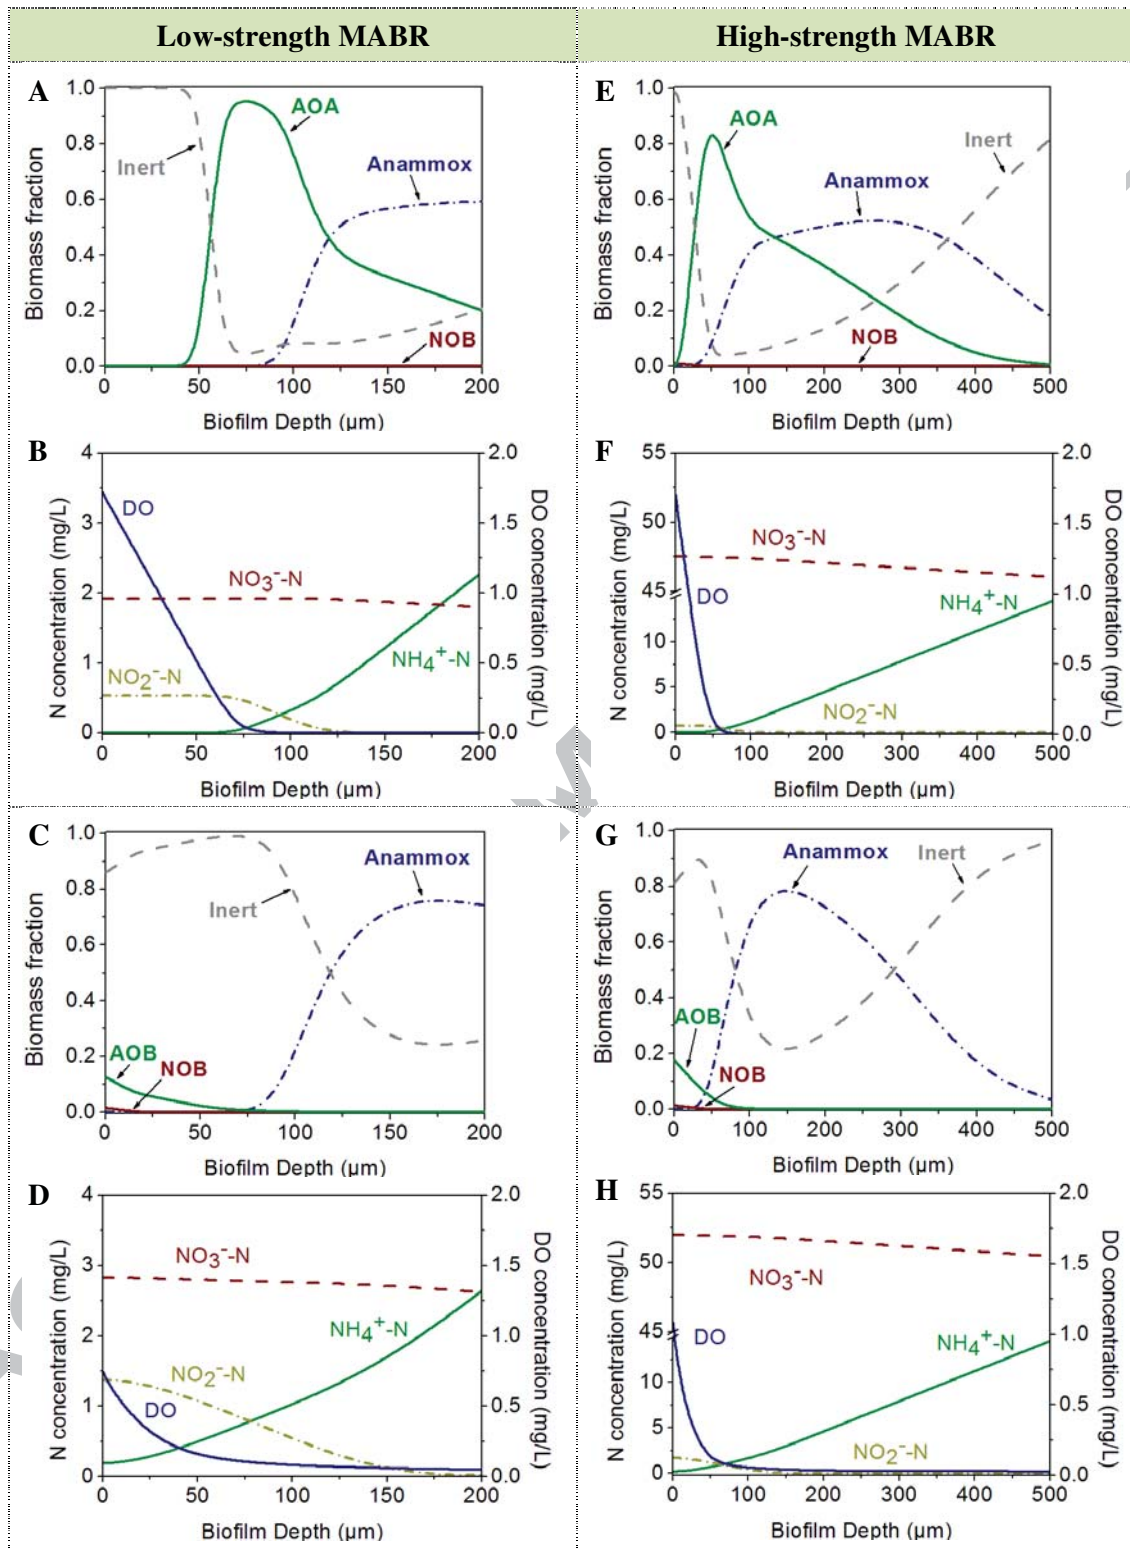 Low-strength MABR
High-strength MABR
A
1.0
0.8
0.6
0.4
0.2
0.0
Biomass fraction
AOA
Inert
Anammox
NOB
0
50
100
150
200
Biofilm Depth (µm)
E
1.0
0.8
0.6
0.4
0.2
0.0
Biomass fraction
AOA
Inert
Anammox
NOB
0
100
200
300
400
500
Biofilm Depth (µm)
B
4
3
2
1
0
N concentration (mg/L)
DO
NO₃⁻-N
NO₂⁻-N
NH₄⁺-N
2.0
1.5
1.0
0.5
0.0
DO concentration (mg/L)
0
50
100
150
200
Biofilm Depth (µm)
F
55
50
45
10
5
0
N concentration (mg/L)
NO₃⁻-N
DO
NH₄⁺-N
NO₂⁻-N
2.0
1.5
1.0
0.5
0.0
DO concentration (mg/L)
0
100
200
300
400
500
Biofilm Depth (µm)
C
1.0
0.8
0.6
0.4
0.2
0.0
Biomass fraction
Anammox
Inert
AOB
NOB
0
50
100
150
200
Biofilm Depth (µm)
G
1.0
0.8
0.6
0.4
0.2
0.0
Biomass fraction
Anammox
Inert
AOB
NOB
0
100
200
300
400
500
Biofilm Depth (µm)
D
4
3
2
1
0
N concentration (mg/L)
NO₃⁻-N
NH₄⁺-N
NO₂⁻-N
DO
2.0
1.5
1.0
0.5
0.0
DO concentration (mg/L)
0
50
100
150
200
Biofilm Depth (µm)
H
55
50
45
10
5
0
N concentration (mg/L)
NO₃⁻-N
DO
NH₄⁺-N
NO₂⁻-N
2.0
1.5
1.0
0.5
0.0
DO concentration (mg/L)
0
100
200
300
400
500
Biofilm Depth (µm)